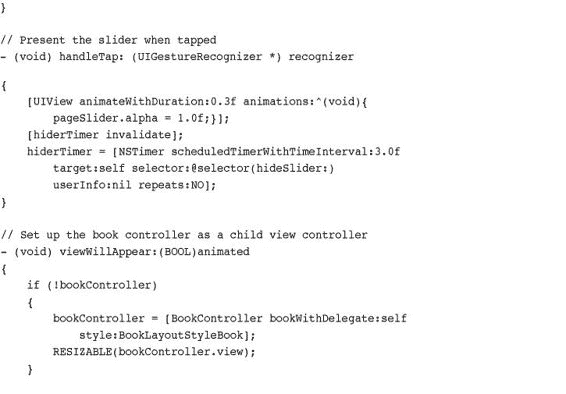 }
// Present the slider when tapped
- (void) handleTap: (UIGestureRecognizer *) recognizer
{
    [UIView animateWithDuration:0.3f animations:^(void){
        pageSlider.alpha = 1.0f;}];
    [hiderTimer invalidate];
    hiderTimer = [NSTimer scheduledTimerWithTimeInterval:3.0f
        target:self selector:@selector(hideSlider:)
        userInfo:nil repeats:NO];
}
// Set up the book controller as a child view controller
- (void) viewWillAppear:(BOOL)animated
{
    if (!bookController)
    {
        bookController = [BookController bookWithDelegate:self
            style:BookLayoutStyleBook];
        RESIZABLE(bookController.view);
    }